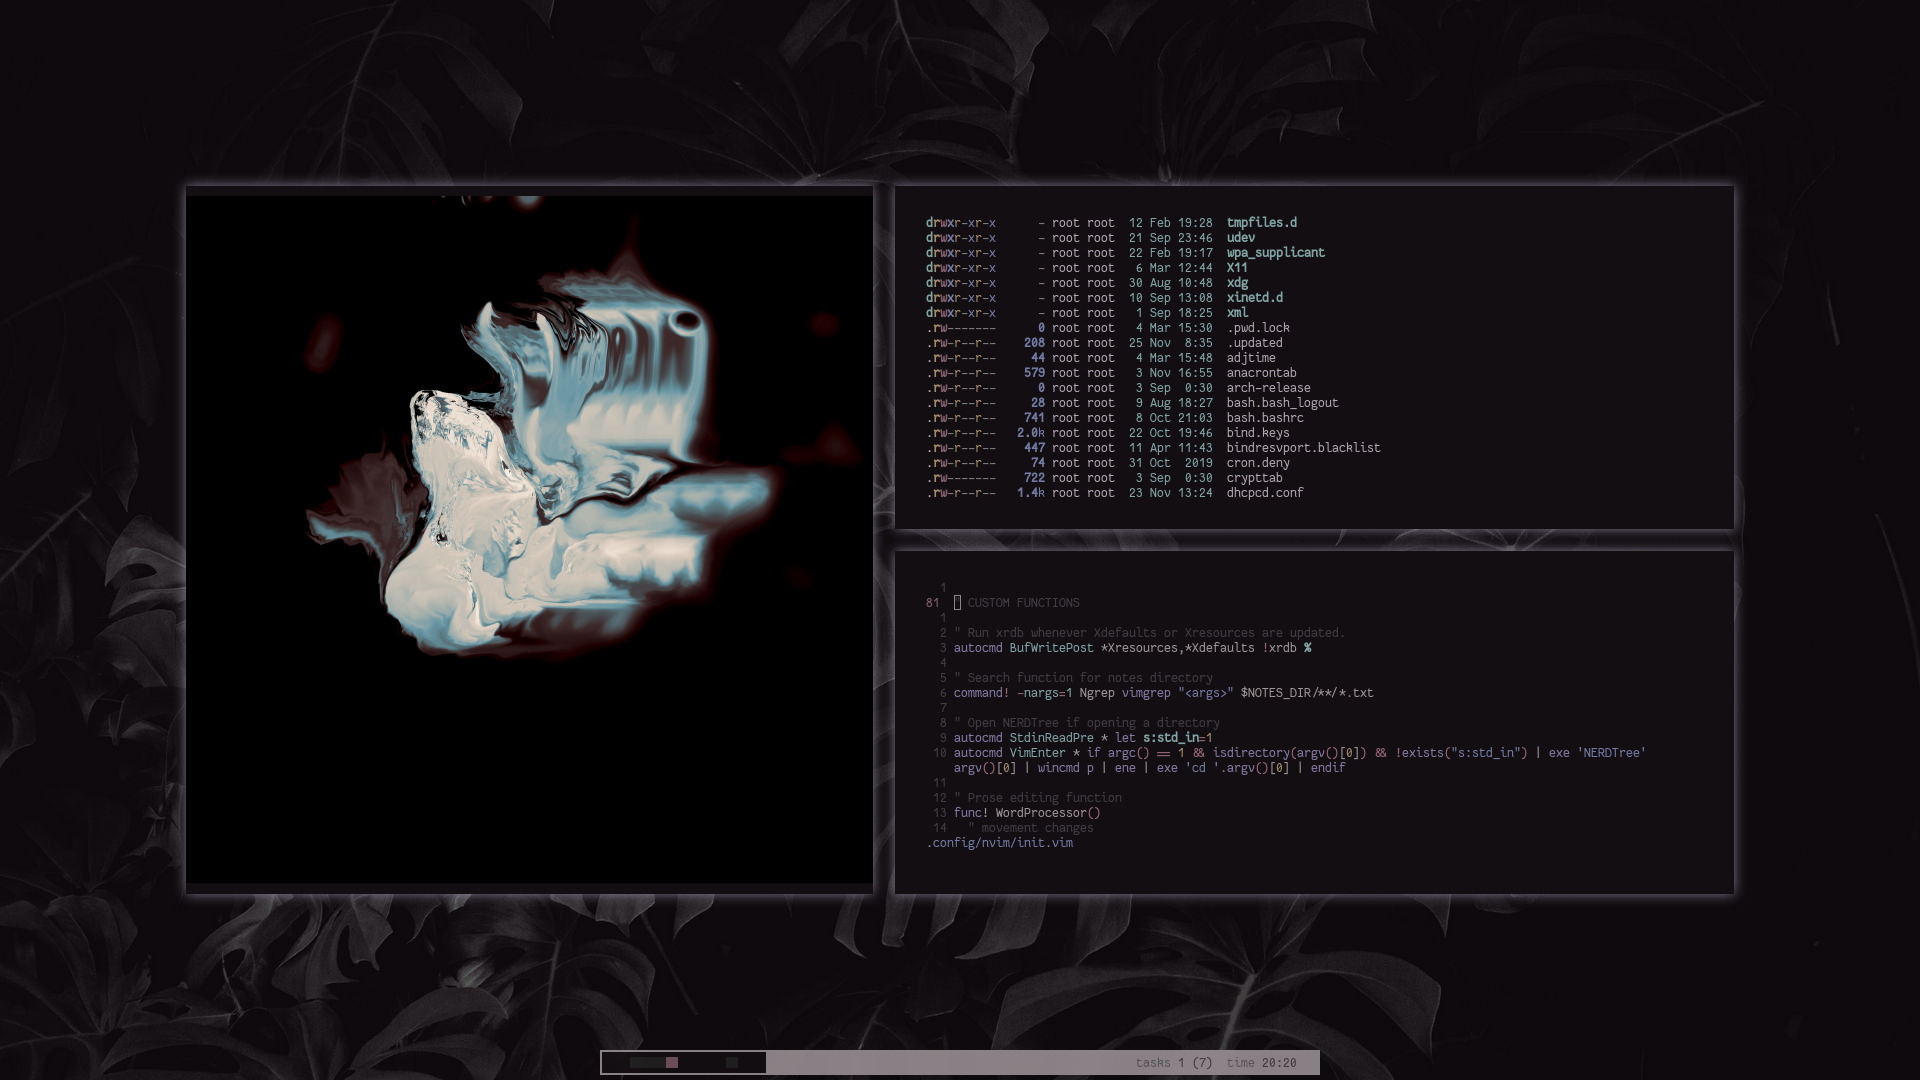 drwxr-xr-x      - root root  12 Feb 19:28  tmpfiles.d
drwxr-xr-x      - root root  21 Sep 23:46  udev
drwxr-xr-x      - root root  22 Feb 19:17  wpa_supplicant
drwxr-xr-x      - root root   6 Mar 12:44  X11
drwxr-xr-x      - root root  30 Aug 10:48  xdg
drwxr-xr-x      - root root  10 Sep 13:08  xinetd.d
drwxr-xr-x      - root root   1 Sep 18:25  xml
.rw-------      0 root root   4 Mar 15:30  .pwd.lock
.rw-r--r--    208 root root  25 Nov  8:35  .updated
.rw-r--r--     44 root root   4 Mar 15:48  adjtime
.rw-r--r--    579 root root   3 Nov 16:55  anacrontab
.rw-r--r--      0 root root   3 Sep  0:30  arch-release
.rw-r--r--     28 root root   9 Aug 18:27  bash.bash_logout
.rw-r--r--    741 root root   8 Oct 21:03  bash.bashrc
.rw-r--r--   2.0k root root  22 Oct 19:46  bind.keys
.rw-r--r--    447 root root  11 Apr 11:43  bindresvport.blacklist
.rw-r--r--     74 root root  31 Oct  2019  cron.deny
.rw-------    722 root root   3 Sep  0:30  crypttab
.rw-r--r--   1.4k root root  23 Nov 13:24  dhcpcd.conf
1
81 " CUSTOM FUNCTIONS
1
2 " Run xrdb whenever Xdefaults or Xresources are updated.
3 autocmd BufWritePost *Xresources,*Xdefaults !xrdb %
4
5 " Search function for notes directory
6 command! -nargs=1 Ngrep vimgrep "<args>" $NOTES_DIR/**/*.txt
7
8 " Open NERDTree if opening a directory
9 autocmd StdinReadPre * let s:std_in=1
10 autocmd VimEnter * if argc() == 1 && isdirectory(argv()[0]) && !exists("s:std_in") | exe 'NERDTree'
argv()[0] | wincmd p | ene | exe 'cd '.argv()[0] | endif
11
12 " Prose editing function
13 func! WordProcessor()
14   " movement changes
.config/nvim/init.vim
tasks 1 (7)  time 20:20